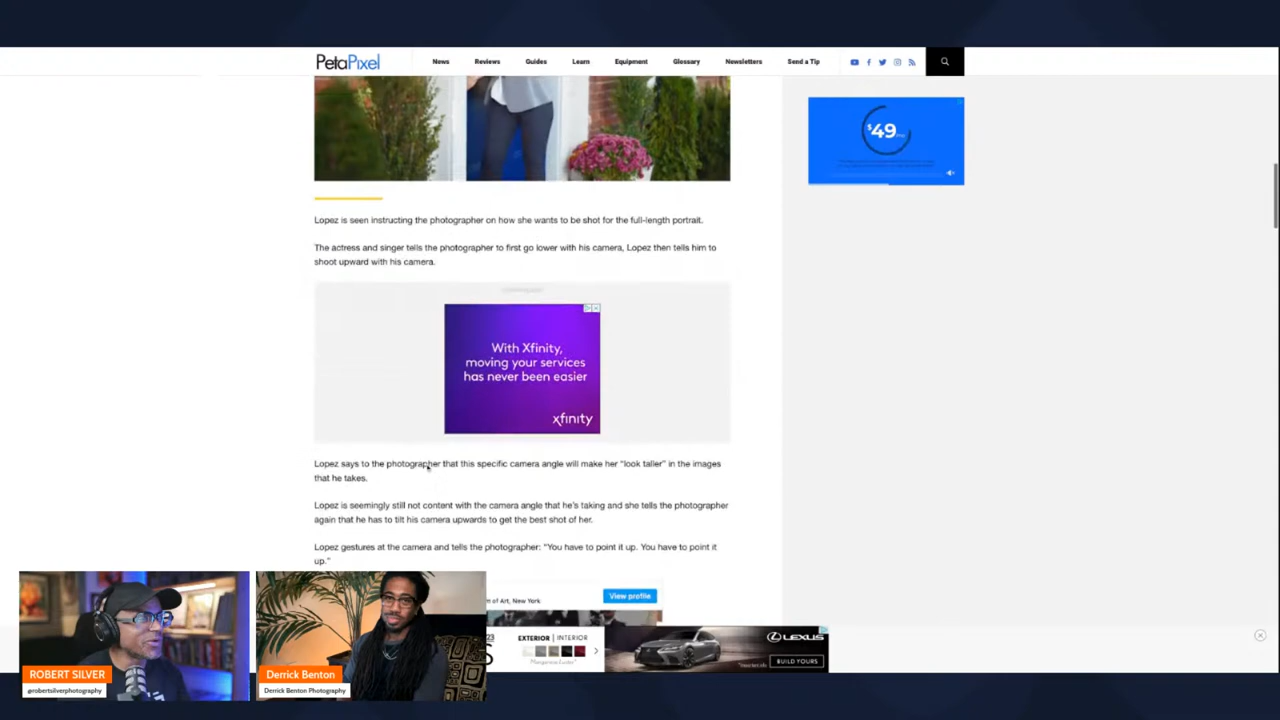 PetaPixel
News
Reviews
Guides
Learn
Equipment
Glossary
Newsletters
Send a Tip
$49
Lopez is seen instructing the photographer on how she wants to be shot for the full-length portrait.
The actress and singer tells the photographer to first go lower with his camera, Lopez then tells him to
shoot upward with his camera.
With Xfinity,
moving your services
has never been easier
xfinity
Lopez says to the photographer that this specific camera angle will make her “look taller” in the images
that he takes.
Lopez is seemingly still not content with the camera angle that he's taking and she tells the photographer
again that he has to tilt his camera upwards to get the best shot of her.
Lopez gestures at the camera and tells the photographer: “You have to point it up. You have to point it
up.”
of Art, New York
View profile
EXTERIOR | INTERIOR
LEXUS
BUILD YOURS
ROBERT SILVER
@robertsilverphotography
Derrick Benton
Derrick Benton Photography